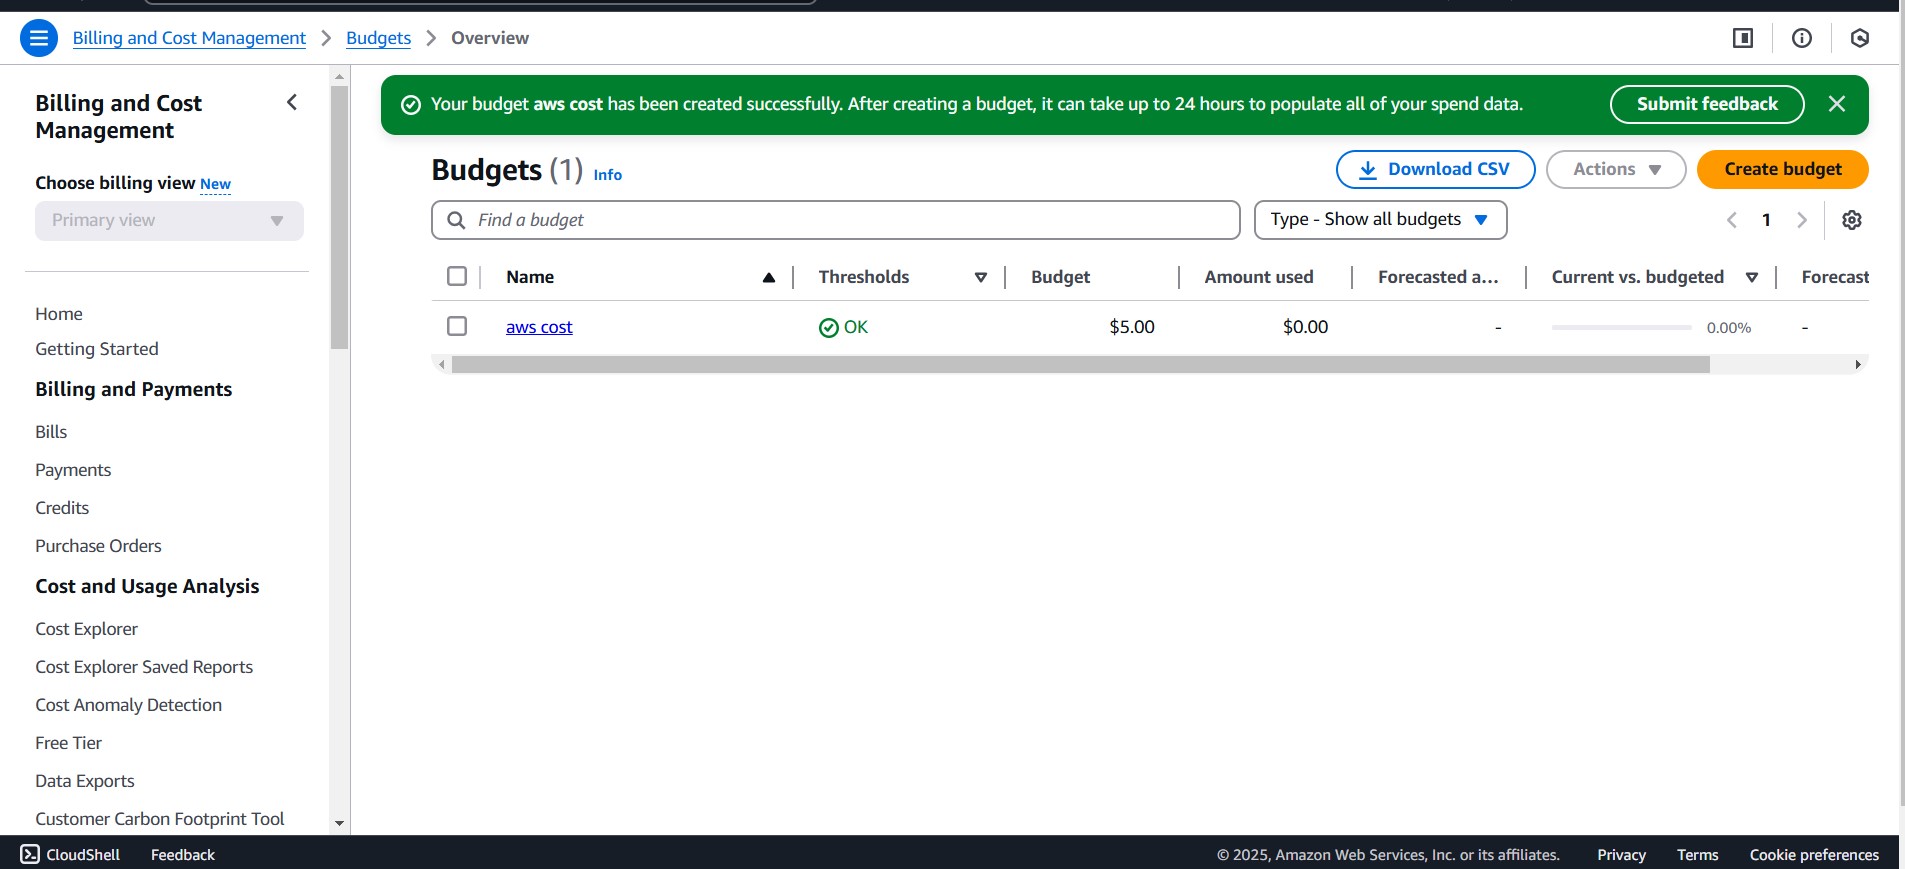 Billing and Cost Management > Budgets > Overview
Billing and Cost
Management
Choose billing view New
Primary view
Home
Getting Started
Billing and Payments
Bills
Payments
Credits
Purchase Orders
Cost and Usage Analysis
Cost Explorer
Cost Explorer Saved Reports
Cost Anomaly Detection
Free Tier
Data Exports
Customer Carbon Footprint Tool
Your budget aws cost has been created successfully. After creating a budget, it can take up to 24 hours to populate all of your spend data. Submit feedback
Budgets (1) Info Download CSV Actions Create budget
Find a budget Type - Show all budgets 1
Name Thresholds Budget Amount used Forecasted a... Current vs. budgeted Forecast
aws cost OK $5.00 $0.00 - 0.00% -
CloudShell Feedback © 2025, Amazon Web Services, Inc. or its affiliates. Privacy Terms Cookie preferences